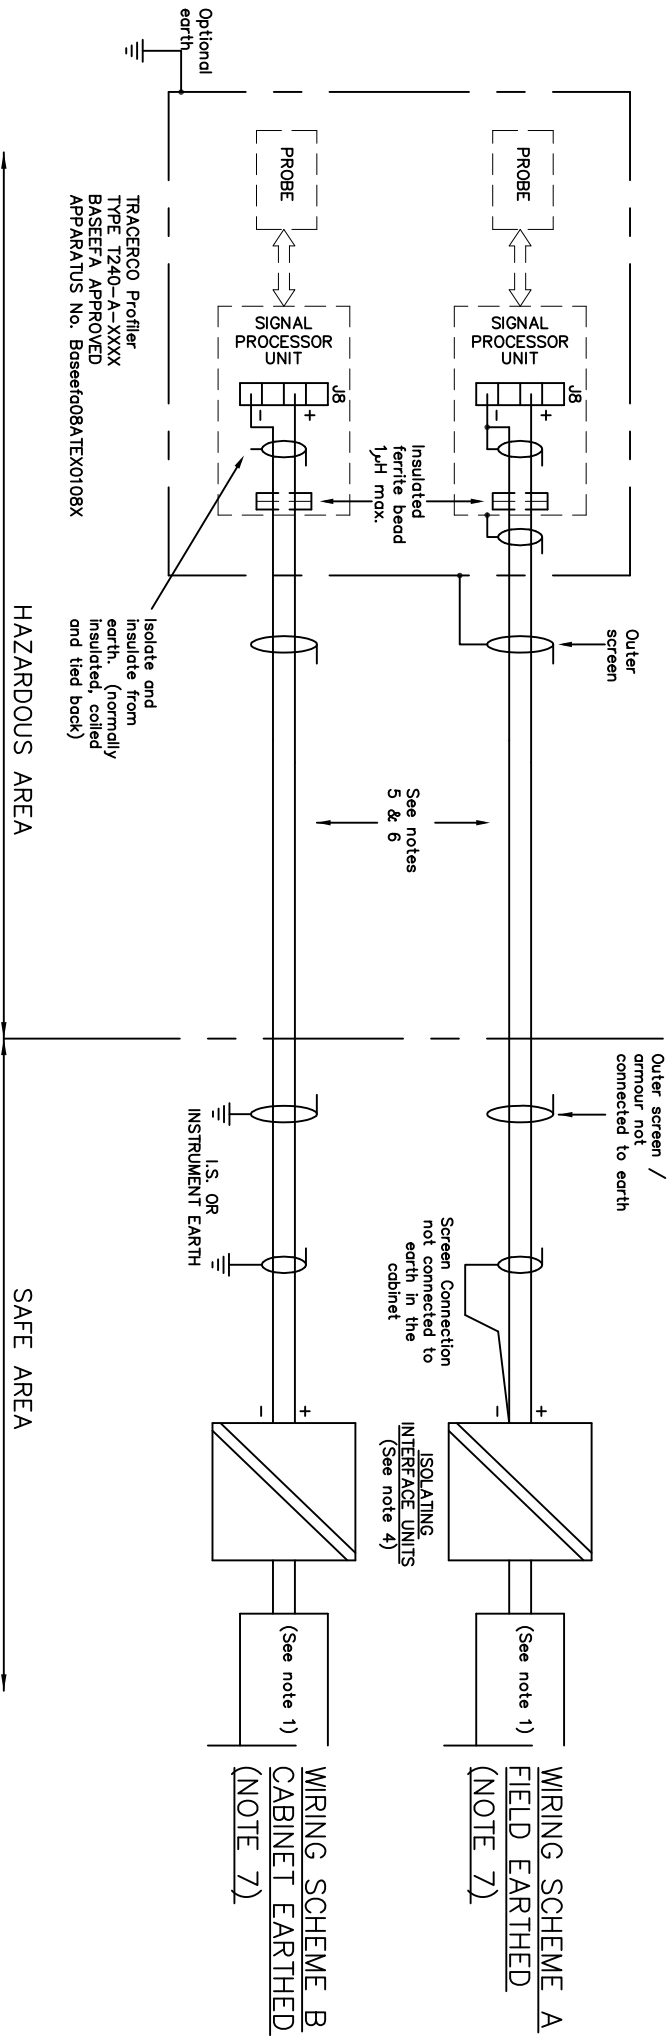 Optional
earth
PROBE
SIGNAL
PROCESSOR
UNIT
J8
+
-
Outer
screen
Outer screen /
armour not
connected to earth
Screen Connection
not connected to
earth in the
cabinet
+
-
(See note 1)
WIRING SCHEME A
FIELD EARTHED
(NOTE 7)
Insulated
ferrite bead
1µH max.
See notes
5 & 6
ISOLATING
INTERFACE UNITS
(See note 4)
PROBE
SIGNAL
PROCESSOR
UNIT
J8
+
-
I.S. OR
INSTRUMENT EARTH
+
-
(See note 1)
WIRING SCHEME B
CABINET EARTHED
(NOTE 7)
TRACERCO Profiler
TYPE T240-A-XXXX
BASEEFA APPROVED
APPARATUS No. Baseefa08ATEX0108X
Isolate and
insulate from
earth. (normally
insulated, coiled
and tied back)
HAZARDOUS AREA
SAFE AREA